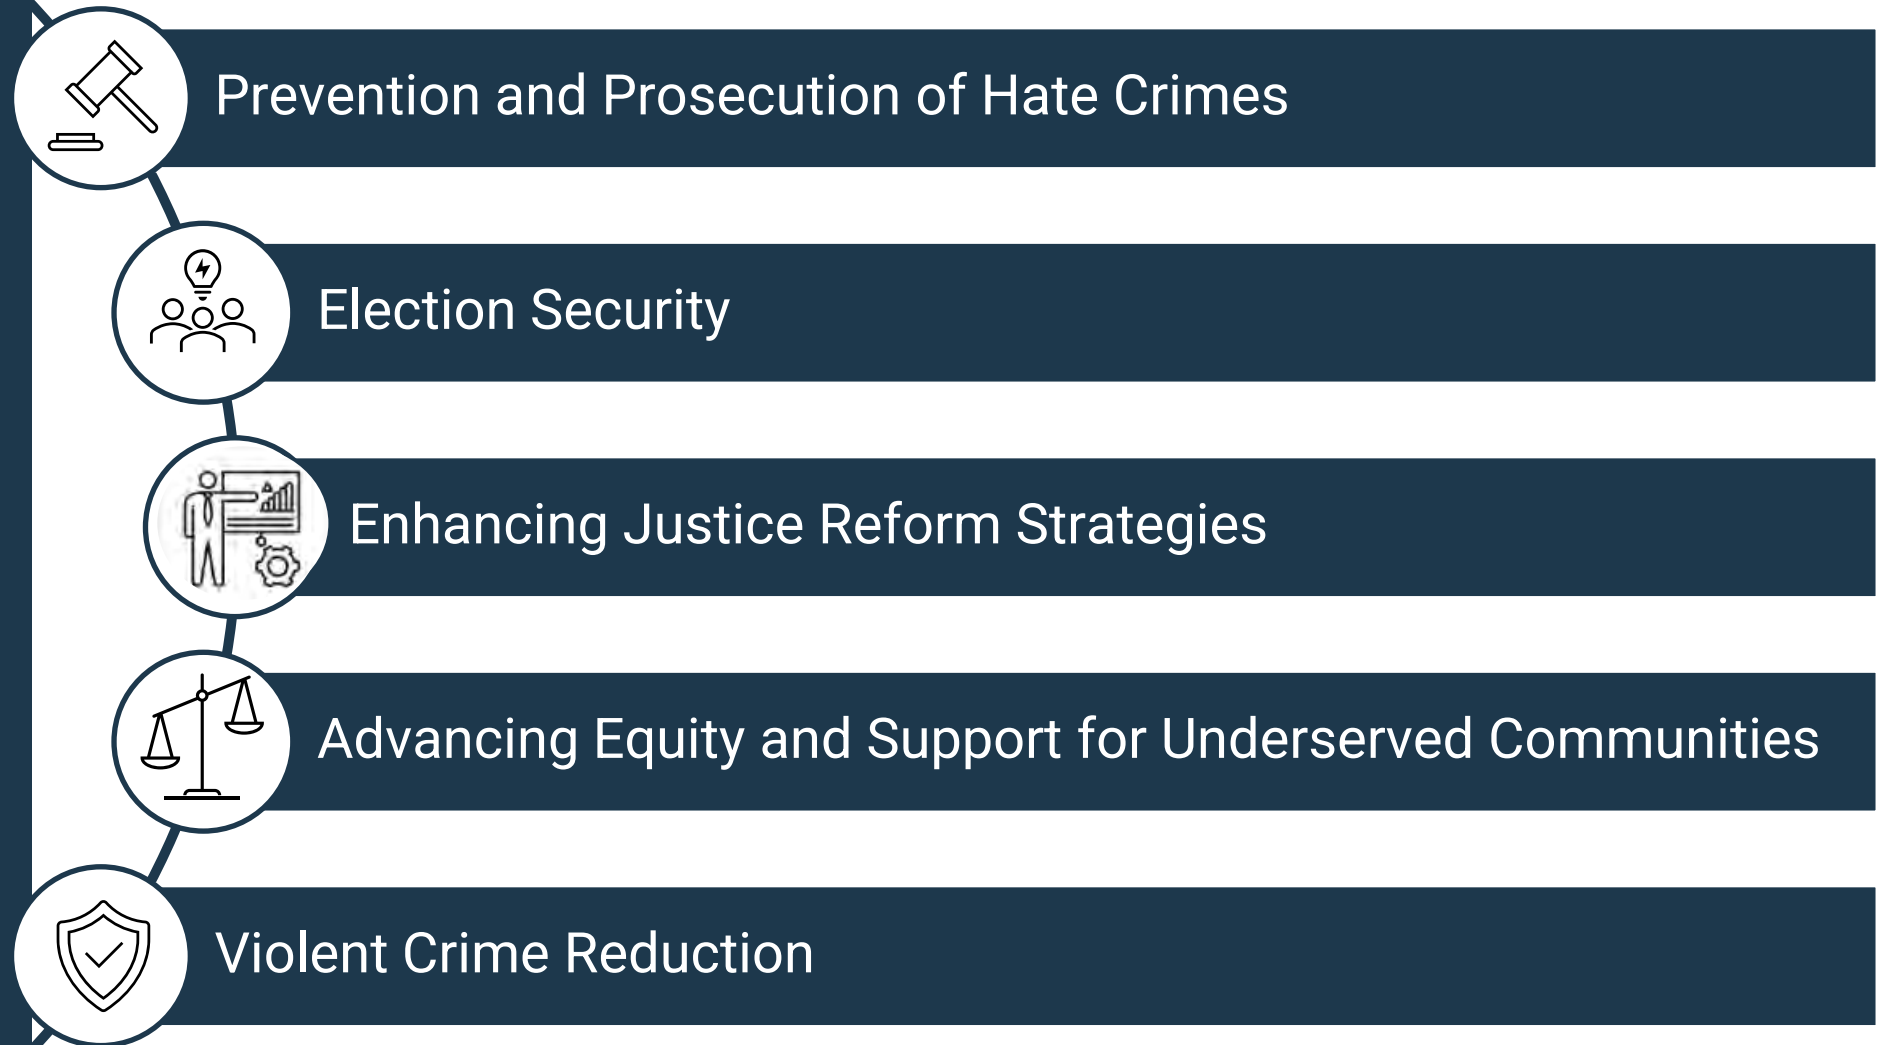 Prevention and Prosecution of Hate Crimes
Election Security
Enhancing Justice Reform Strategies
Advancing Equity and Support for Underserved Communities
Violent Crime Reduction